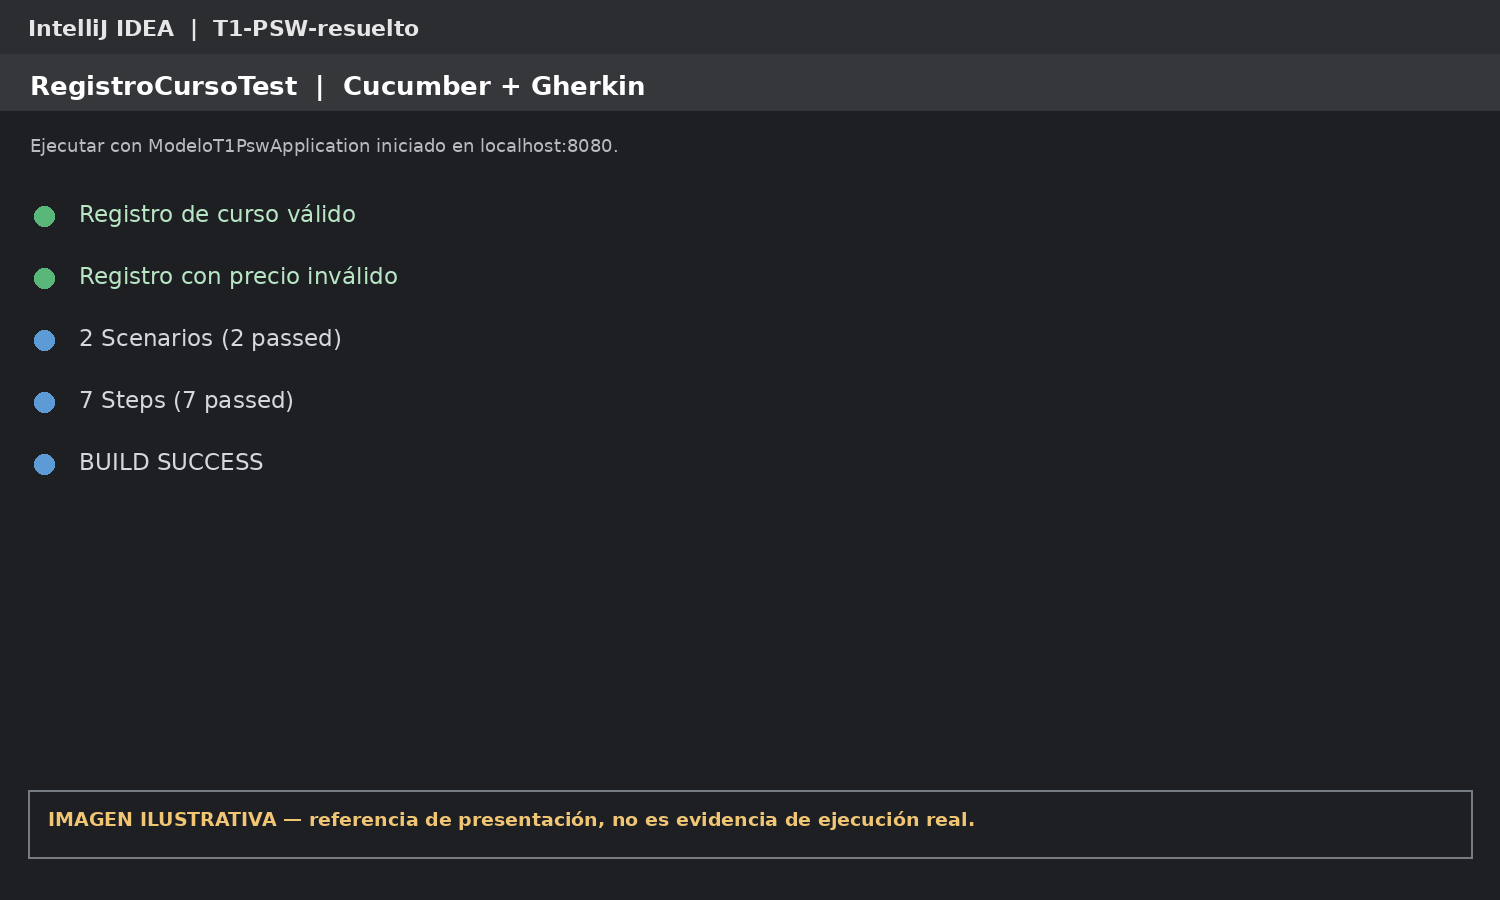 IntelliJ IDEA | T1-PSW-resuelto
RegistroCursoTest | Cucumber + Gherkin
Ejecutar con ModeloT1PswApplication iniciado en localhost:8080.
Registro de curso válido
Registro con precio inválido
2 Scenarios (2 passed)
7 Steps (7 passed)
BUILD SUCCESS
IMAGEN ILUSTRATIVA — referencia de presentación, no es evidencia de ejecución real.